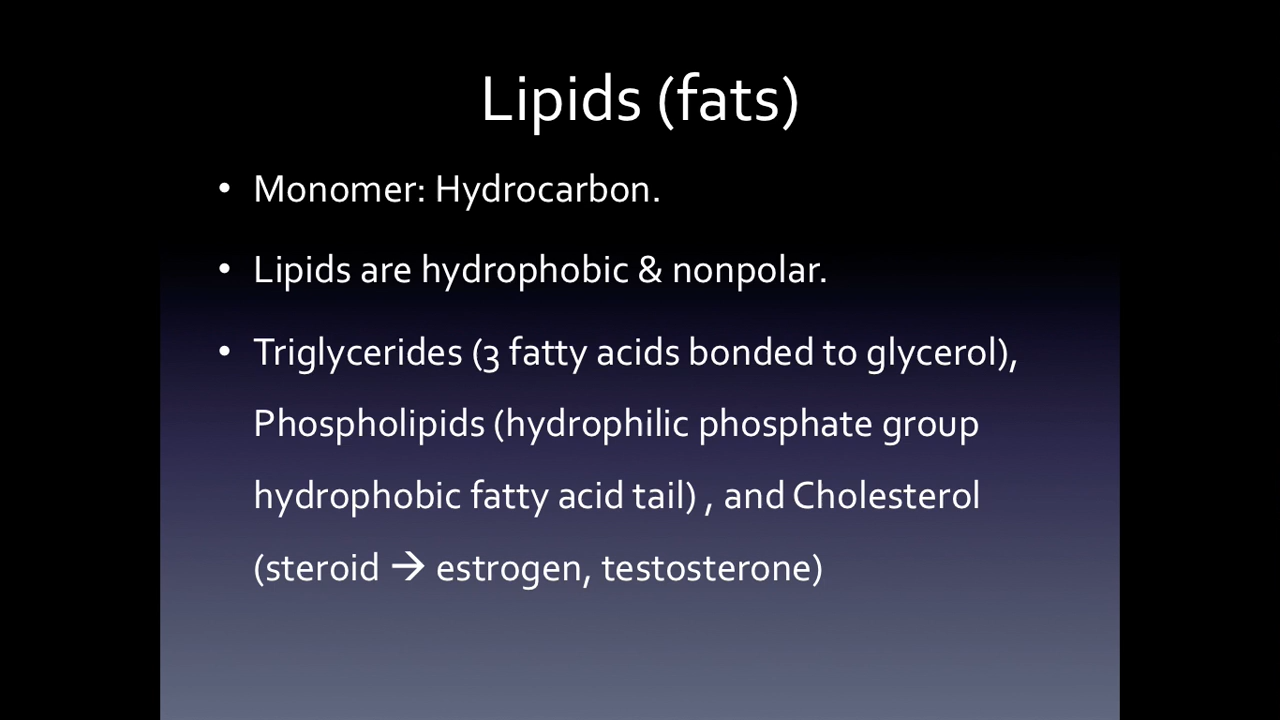 Lipids (fats)
• Monomer: Hydrocarbon.
• Lipids are hydrophobic & nonpolar.
• Triglycerides (3 fatty acids bonded to glycerol),
Phospholipids (hydrophilic phosphate group
hydrophobic fatty acid tail) , and Cholesterol
(steroid → estrogen, testosterone)